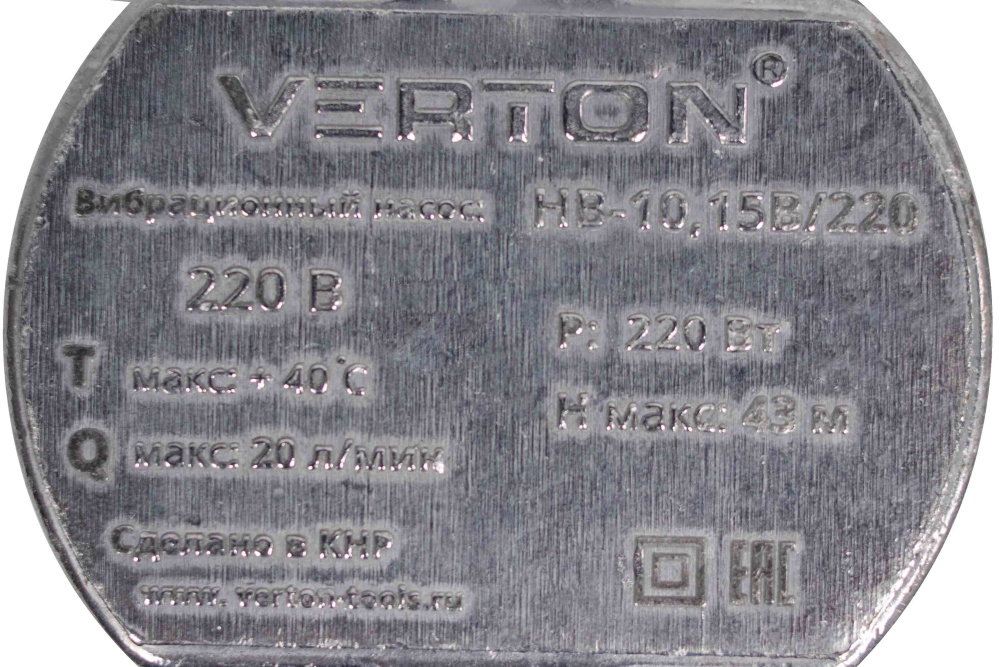 VERTON®
Вибрационный насос: НВ-10,15В/220
220 В
P: 220 Вт
T макс: + 40°C
H макс: 43 м
Q макс: 20 л/мин
Сделано в КНР
www. verton-tools.ru
EAC